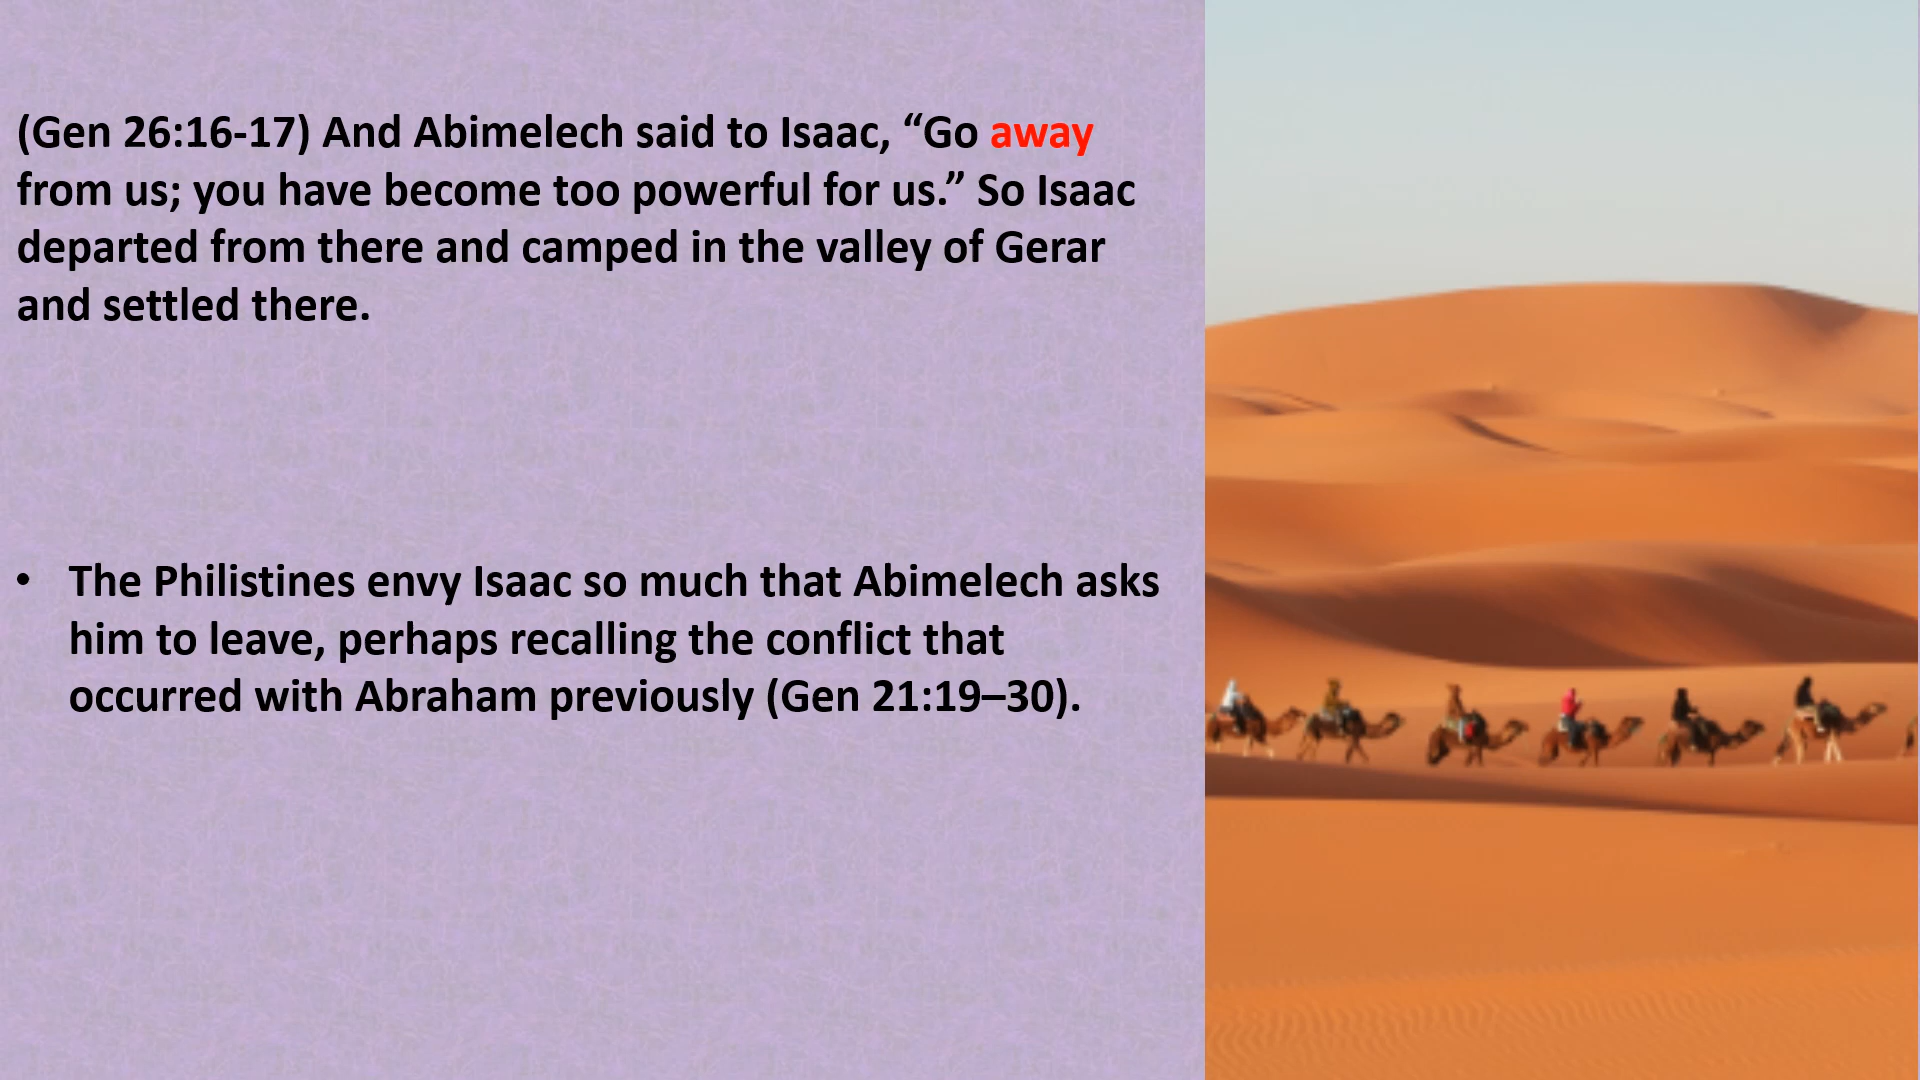 (Gen 26:16-17) And Abimelech said to Isaac, “Go away
from us; you have become too powerful for us.” So Isaac
departed from there and camped in the valley of Gerar
and settled there.
• The Philistines envy Isaac so much that Abimelech asks
him to leave, perhaps recalling the conflict that
occurred with Abraham previously (Gen 21:19–30).